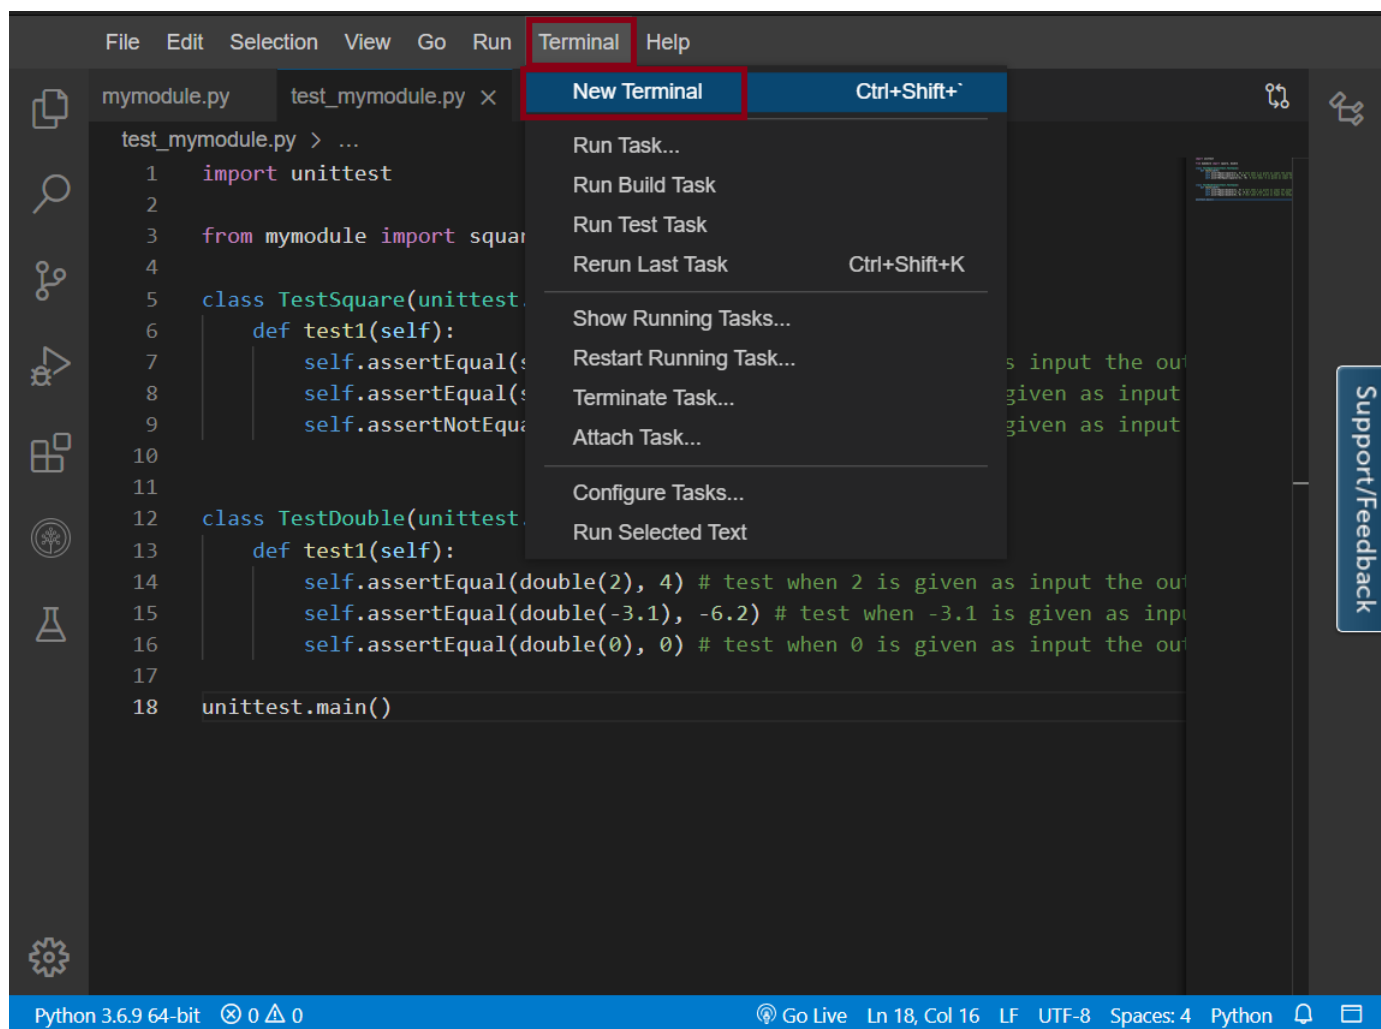 File Edit Selection View Go Run Terminal Help
mymodule.py test_mymodule.py ×
test_mymodule.py > ...
New Terminal Ctrl+Shift+`
Run Task...
Run Build Task
Run Test Task
Rerun Last Task Ctrl+Shift+K
Show Running Tasks...
Restart Running Task...
Terminate Task...
Attach Task...
Configure Tasks...
Run Selected Text
1 import unittest
2
3 from mymodule import squar
4
5 class TestSquare(unittest.
6 def test1(self):
7 self.assertEqual(s input the ou
8 self.assertEqual( given as input
9 self.assertNotEqu given as input
10
11
12 class TestDouble(unittest.
13 def test1(self):
14 self.assertEqual(double(2), 4) # test when 2 is given as input the ou
15 self.assertEqual(double(-3.1), -6.2) # test when -3.1 is given as inp
16 self.assertEqual(double(0), 0) # test when 0 is given as input the ou
17
18 unittest.main()
Support/Feedback
Python 3.6.9 64-bit 0 0 Go Live Ln 18, Col 16 LF UTF-8 Spaces: 4 Python